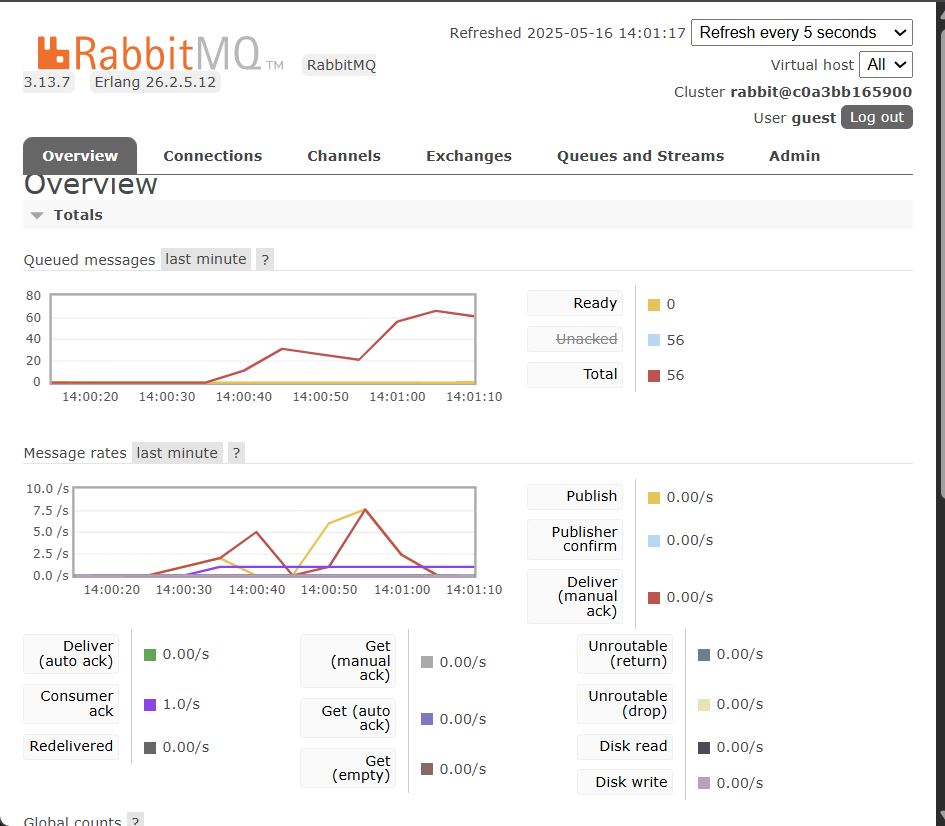 Refreshed 2025-05-16 14:01:17 Refresh every 5 seconds
RabbitMQ TM RabbitMQ
3.13.7 Erlang 26.2.5.12
Virtual host All
Cluster rabbit@c0a3bb165900
User guest Log out
Overview Connections Channels Exchanges Queues and Streams Admin
Overview
Totals
Queued messages last minute ?
80
60
40
20
0
14:00:20 14:00:30 14:00:40 14:00:50 14:01:00 14:01:10
Ready 0
Unacked 56
Total 56
Message rates last minute ?
10.0 /s
7.5 /s
5.0 /s
2.5 /s
0.0 /s
14:00:20 14:00:30 14:00:40 14:00:50 14:01:00 14:01:10
Publish 0.00/s
Publisher
confirm 0.00/s
Deliver
(manual
ack) 0.00/s
Deliver
(auto ack) 0.00/s
Consumer
ack 1.0/s
Redelivered 0.00/s
Get
(manual
ack) 0.00/s
Get (auto
ack) 0.00/s
Get
(empty) 0.00/s
Unroutable
(return) 0.00/s
Unroutable
(drop) 0.00/s
Disk read 0.00/s
Disk write 0.00/s
Global counts ?